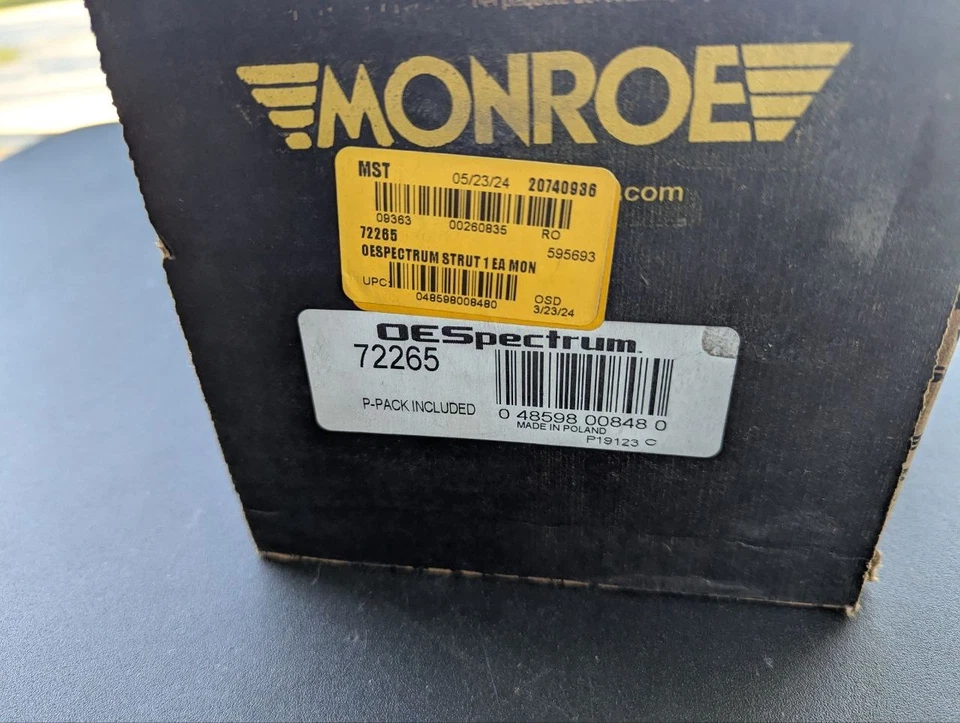 MONROE
.com
MST 05/23/24 20740936
09363 00260835 RO
72265 595693
OESPECTRUM STRUT 1 EA MON
UPC: 048598008480 OSD
3/23/24
OESpectrum™
72265
P-PACK INCLUDED 0 48598 00848 0
MADE IN POLAND
P19123 C